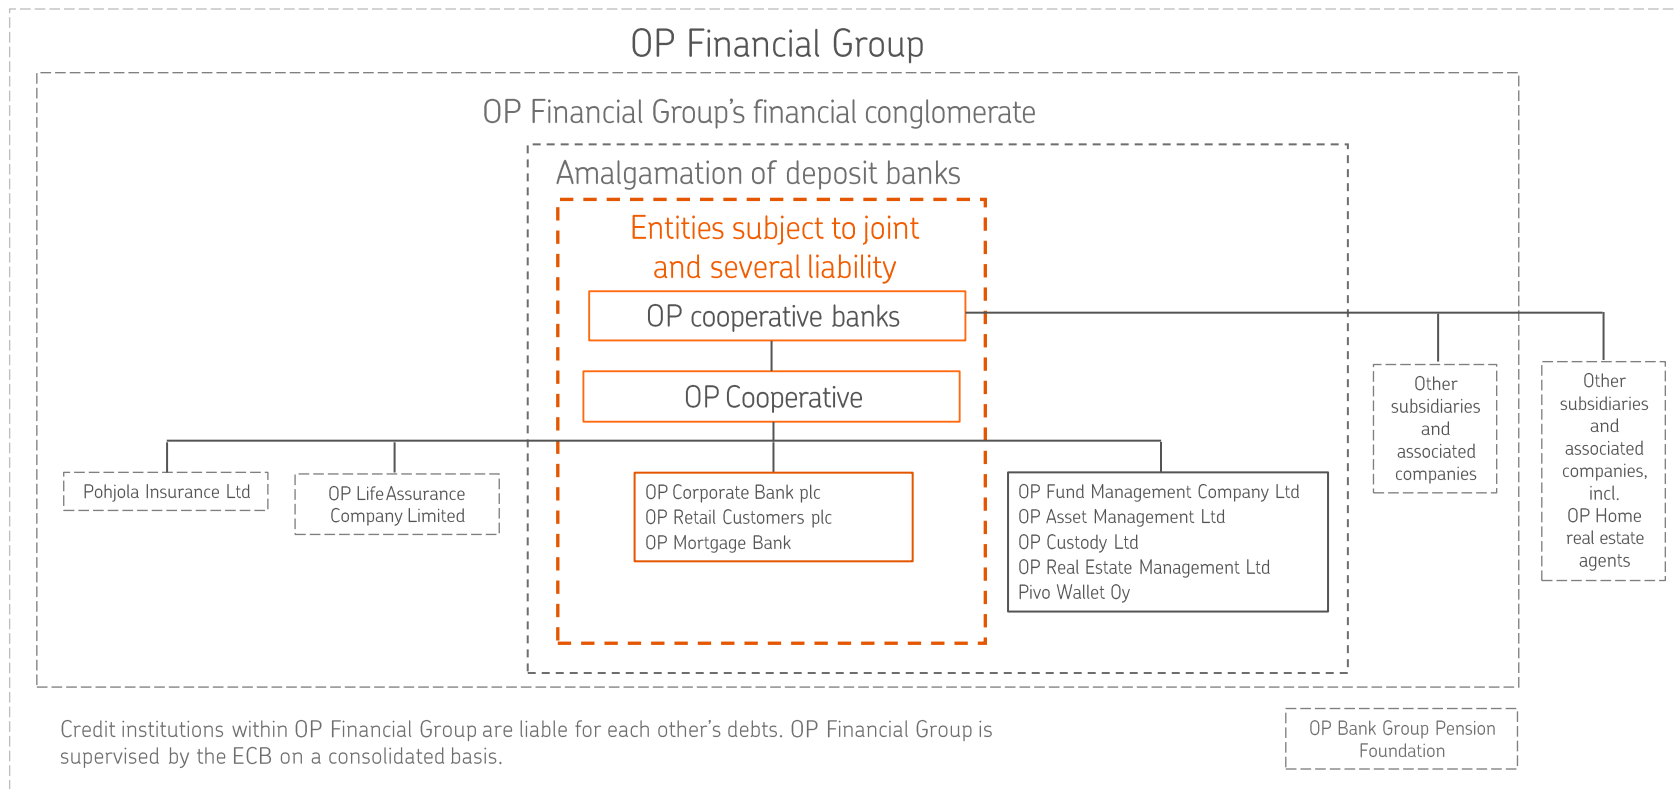 OP Financial Group
OP Financial Group's financial conglomerate
Amalgamation of deposit banks
Entities subject to joint
and several liability
OP cooperative banks
OP Cooperative
Pohjola Insurance Ltd
OP Life Assurance
Company Limited
OP Corporate Bank plc
OP Retail Customers plc
OP Mortgage Bank
OP Fund Management Company Ltd
OP Asset Management Ltd
OP Custody Ltd
OP Real Estate Management Ltd
Pivo Wallet Oy
Other
subsidiaries
and
associated
companies
Other
subsidiaries
and
associated
companies,
incl.
OP Home
real estate
agents
Credit institutions within OP Financial Group are liable for each other's debts. OP Financial Group is
supervised by the ECB on a consolidated basis.
OP Bank Group Pension
Foundation